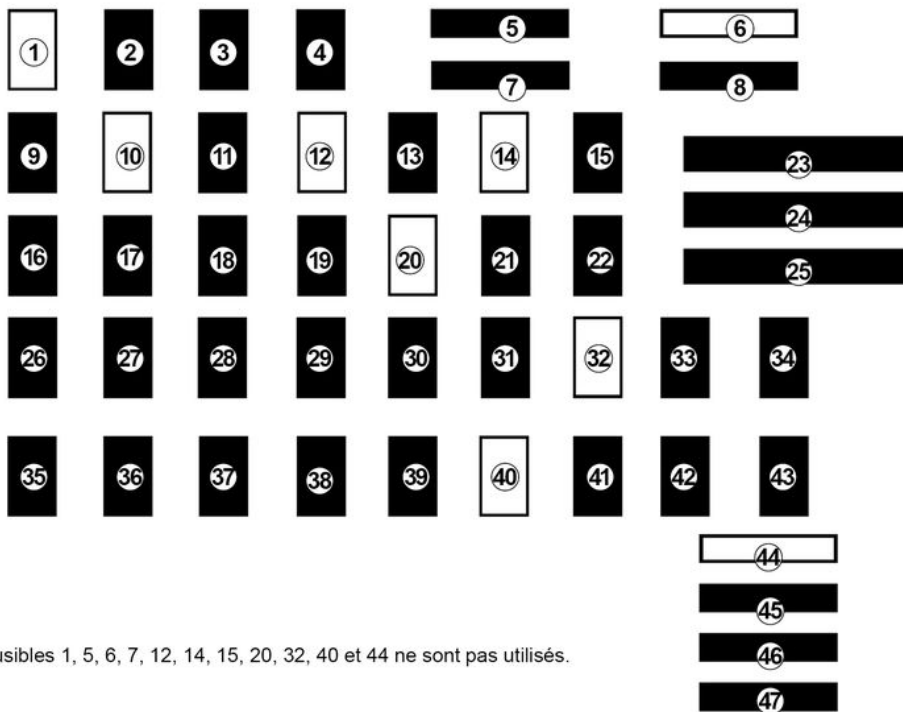 1 2 3 4 5 6
7 8
9 10 11 12 13 14 15 23
24
16 17 18 19 20 21 22 25
26 27 28 29 30 31 32 33 34
35 36 37 38 39 40 41 42 43
44
45
usibles 1, 5, 6, 7, 12, 14, 15, 20, 32, 40 et 44 ne sont pas utilisés.
46
47